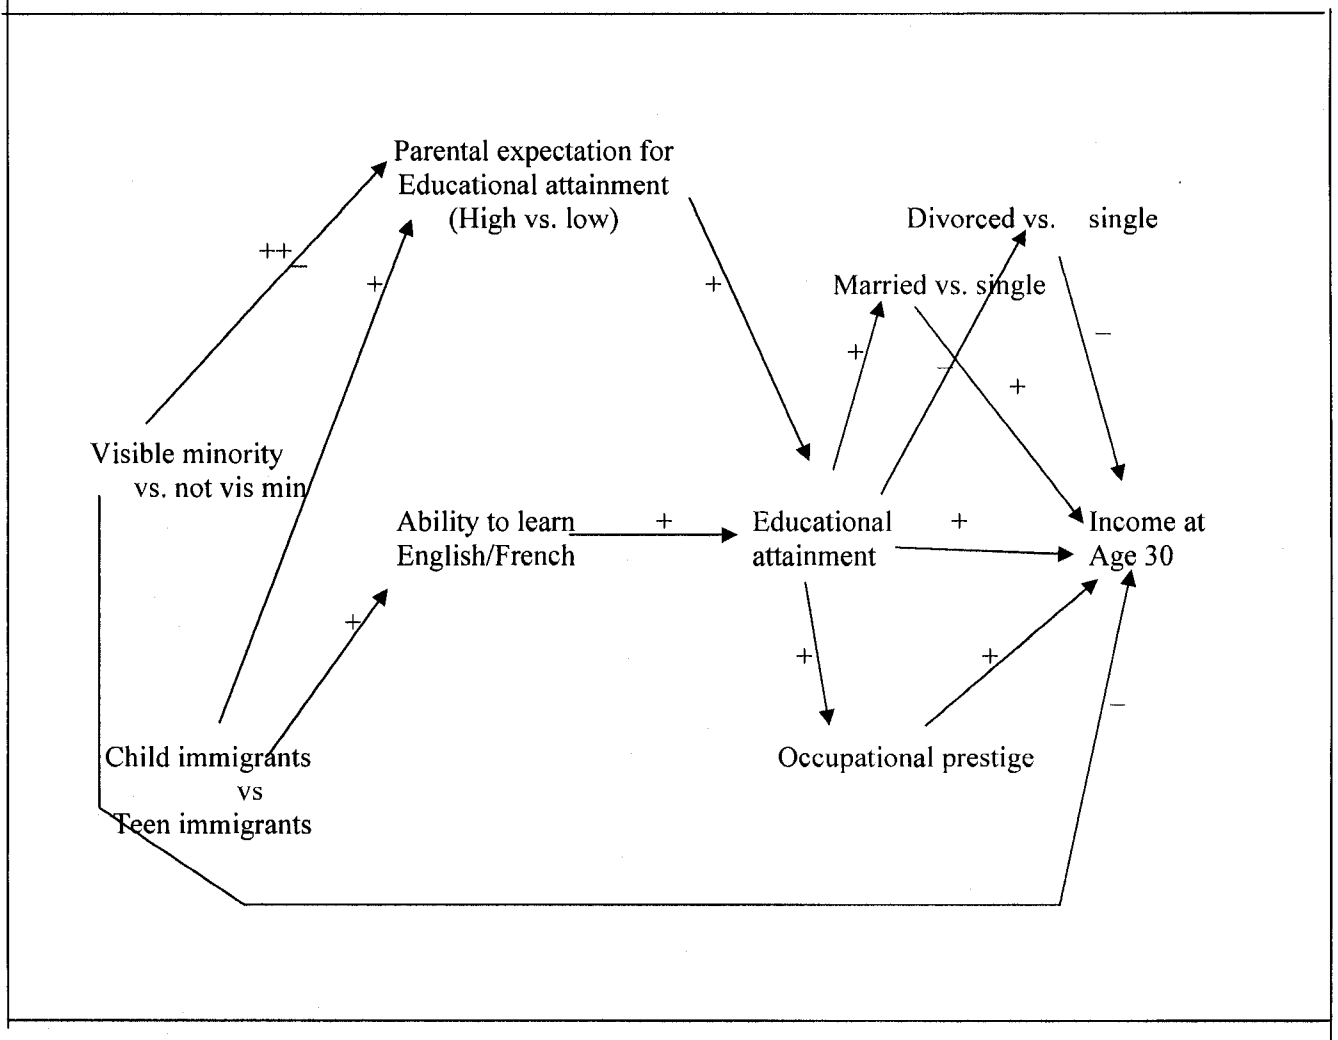 Parental expectation for
Educational attainment
(High vs. low)
Divorced vs. single
++
–
+
+
Married vs. single
+
–
+
–
Visible minority
vs. not vis min
Ability to learn
English/French
+
Educational
attainment
+
Income at
Age 30
+
+
+
–
Child immigrants
vs
Teen immigrants
Occupational prestige